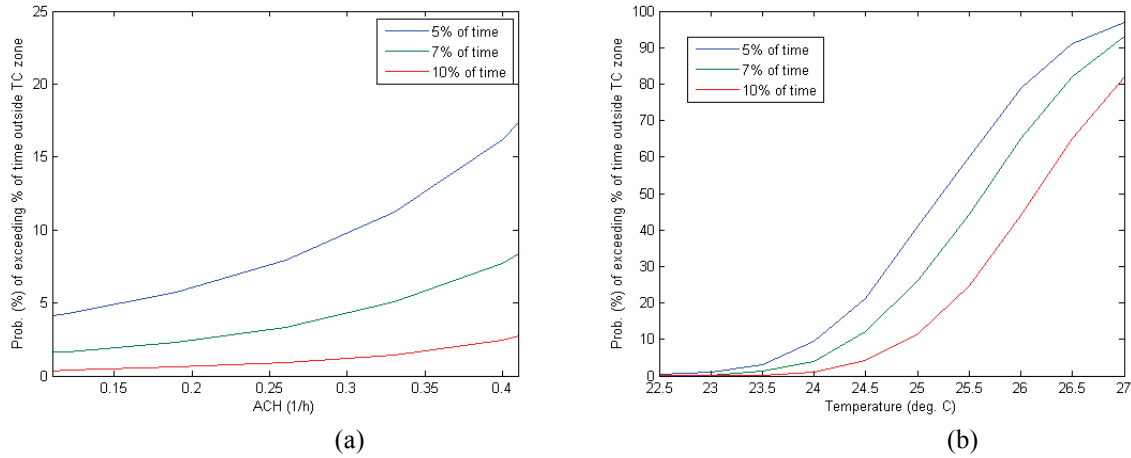 Prob. (%) of exceeding % of time outside TC zone
25
20
15
10
5
0
5% of time
7% of time
10% of time
0.15
0.2
0.25
0.3
0.35
0.4
ACH (1/h)
(a)
Prob. (%) of exceeding % of time outside TC zone
100
90
80
70
60
50
40
30
20
10
0
5% of time
7% of time
10% of time
22.5
23
23.5
24
24.5
25
25.5
26
26.5
27
Temperature (deg. C)
(b)